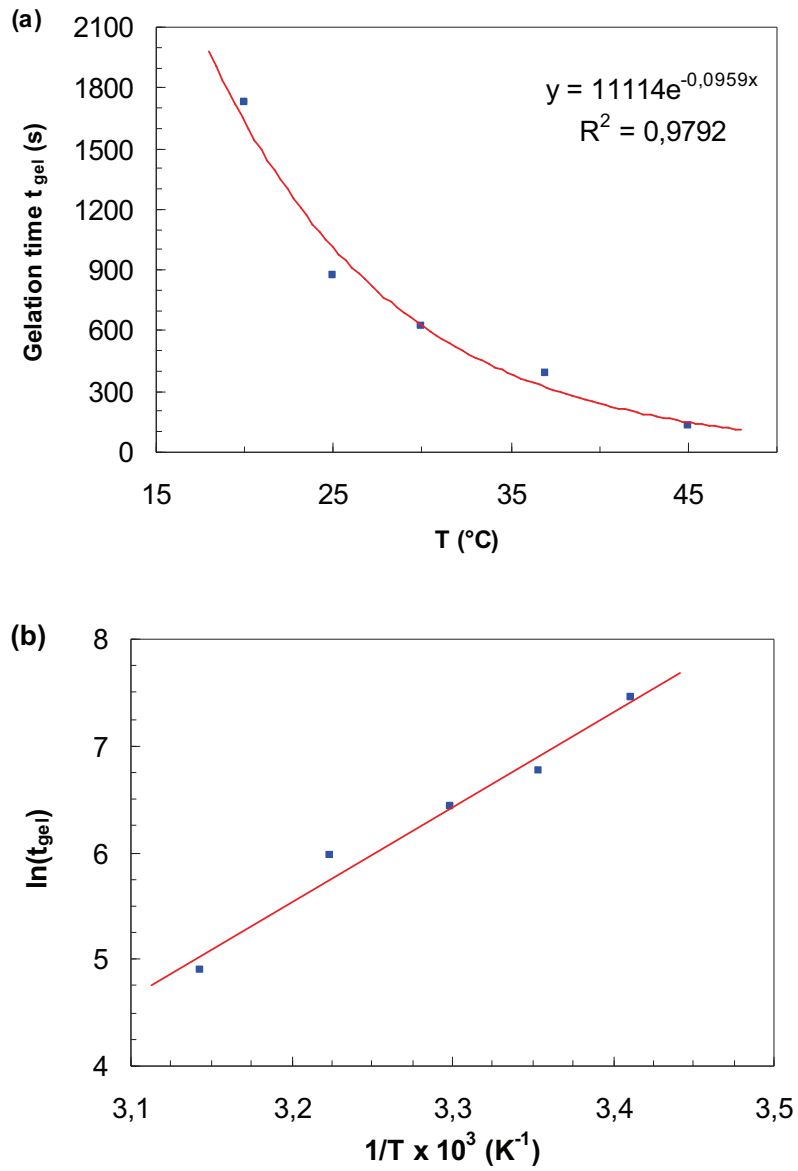 (a)
Gelation time t gel (s)
2100
1800
1500
1200
900
600
300
0
y = 11114e^-0,0959x
R² = 0,9792
15
25
35
45
T (°C)
(b)
ln(tgel)
8
7
6
5
4
3,1
3,2
3,3
3,4
3,5
1/T x 10³ (K⁻¹)